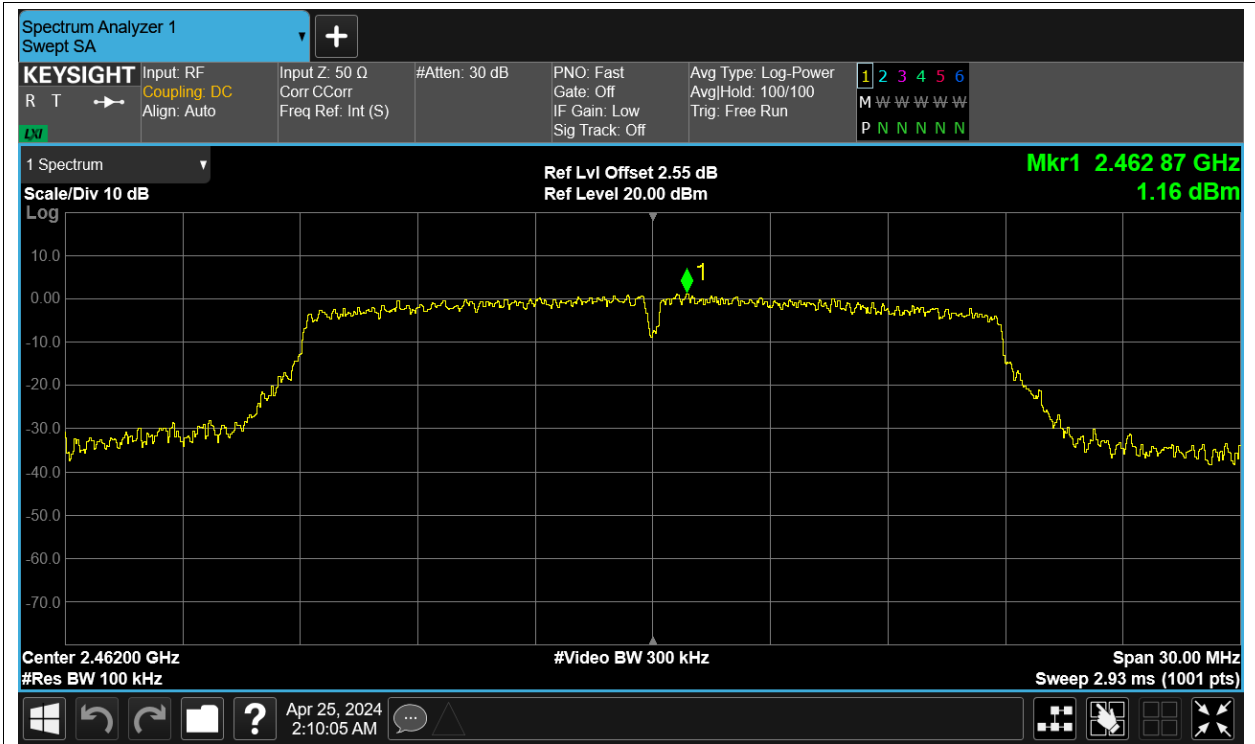 Spectrum Analyzer 1
Swept SA
+
KEYSIGHT
R T
LXI
Input: RF
Coupling: DC
Align: Auto
Input Z: 50 Ω
Corr CCorr
Freq Ref: Int (S)
#Atten: 30 dB
PNO: Fast
Gate: Off
IF Gain: Low
Sig Track: Off
Avg Type: Log-Power
Avg|Hold: 100/100
Trig: Free Run
1 2 3 4 5 6
M W W W W W
P N N N N N
1 Spectrum
Scale/Div 10 dB
Log
Ref Lvl Offset 2.55 dB
Ref Level 20.00 dBm
Mkr1 2.462 87 GHz
1.16 dBm
1
10.0
0.00
-10.0
-20.0
-30.0
-40.0
-50.0
-60.0
-70.0
Center 2.46200 GHz
#Res BW 100 kHz
#Video BW 300 kHz
Span 30.00 MHz
Sweep 2.93 ms (1001 pts)
?
Apr 25, 2024
2:10:05 AM